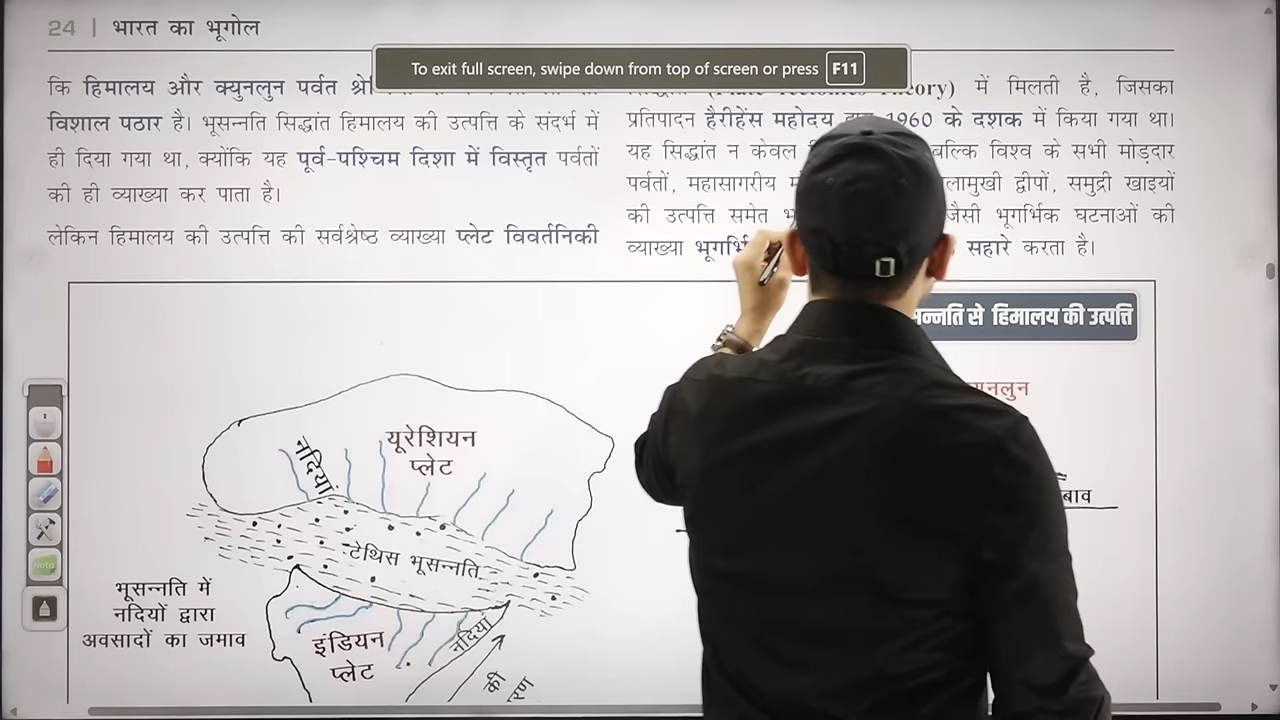 24 | भारत का भूगोल
To exit full screen, swipe down from top of screen or press F11
कि हिमालय और क्युनलुन पर्वत
विशाल पठार है। भूसन्नति सिद्धांत हिमालय की उत्पत्ति के संदर्भ में
ही दिया गया था, क्योंकि यह पूर्व-पश्चिम दिशा में विस्तृत पर्वतों
की ही व्याख्या कर पाता है।
लेकिन हिमालय की उत्पत्ति की सर्वश्रेष्ठ व्याख्या प्लेट विवर्तनिकी
(Plate Tectonics Theory) में मिलती है, जिसका
प्रतिपादन हैरीहेंस महोदय 1960 के दशक में किया गया था।
यह सिद्धांत न केवल बल्कि विश्व के सभी मोड़दार
पर्वतों, महासागरीय द्वीपों, समुद्री खाइयों
की उत्पत्ति समेत जैसी भूगर्भिक घटनाओं की
व्याख्या सहारे करता है।
से हिमालय की उत्पत्ति
यूरेशियन
प्लेट
नदियां
टेथिस भूसन्नति
भूसन्नति में
नदियों द्वारा
अवसादों का जमाव
इंडियन
प्लेट
नदियां
की
Note